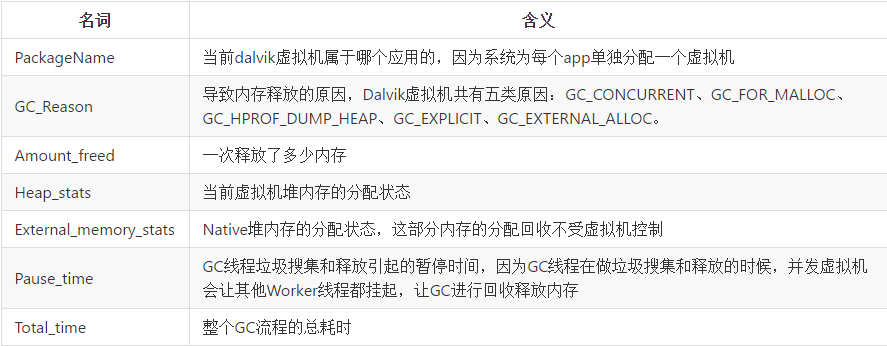 名词 含义
PackageName 当前dalvik虚拟机属于哪个应用的，因为系统为每个app单独分配一个虚拟机
GC_Reason 导致内存释放的原因，Dalvik虚拟机共有五类原因：GC_CONCURRENT、GC_FOR_MALLOC、
GC_HPROF_DUMP_HEAP、GC_EXPLICIT、GC_EXTERNAL_ALLOC。
Amount_freed 一次释放了多少内存
Heap_stats 当前虚拟机堆内存的分配状态
External_memory_stats Native堆内存的分配状态，这部分内存的分配回收不受虚拟机控制
Pause_time GC线程垃圾搜集和释放引起的暂停时间，因为GC线程在做垃圾搜集和释放的时候，并发虚拟机
会让其他Worker线程都挂起，让GC进行回收释放内存
Total_time 整个GC流程的总耗时